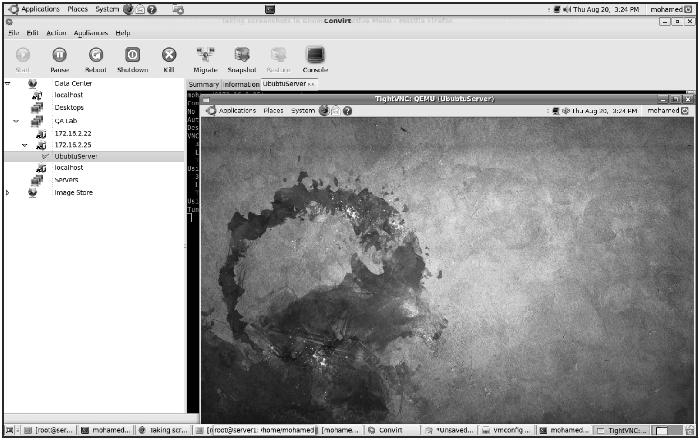 Applications Places System Thu Aug 20, 3:24 PM mohamed
Convirt
File Edit Action Appliances Help
Start Pause Reboot Shutdown Kill Migrate Snapshot Restore Console
Data Center
localhost
Desktops
QA Lab
172.16.2.22
172.16.2.25
UbubtuServer
localhost
Servers
Image Store
Summary Information UbubtuServer
TightVNC: QEMU (UbubtuServer)
Applications Places System Thu Aug 20, 3:24 PM mohamed
[root@ser... mohamed... Taking scr... root@server1: /home/mohamed [mohame... Convirt *Unsaved... vmconfig ... mohamed... TightVNC:...